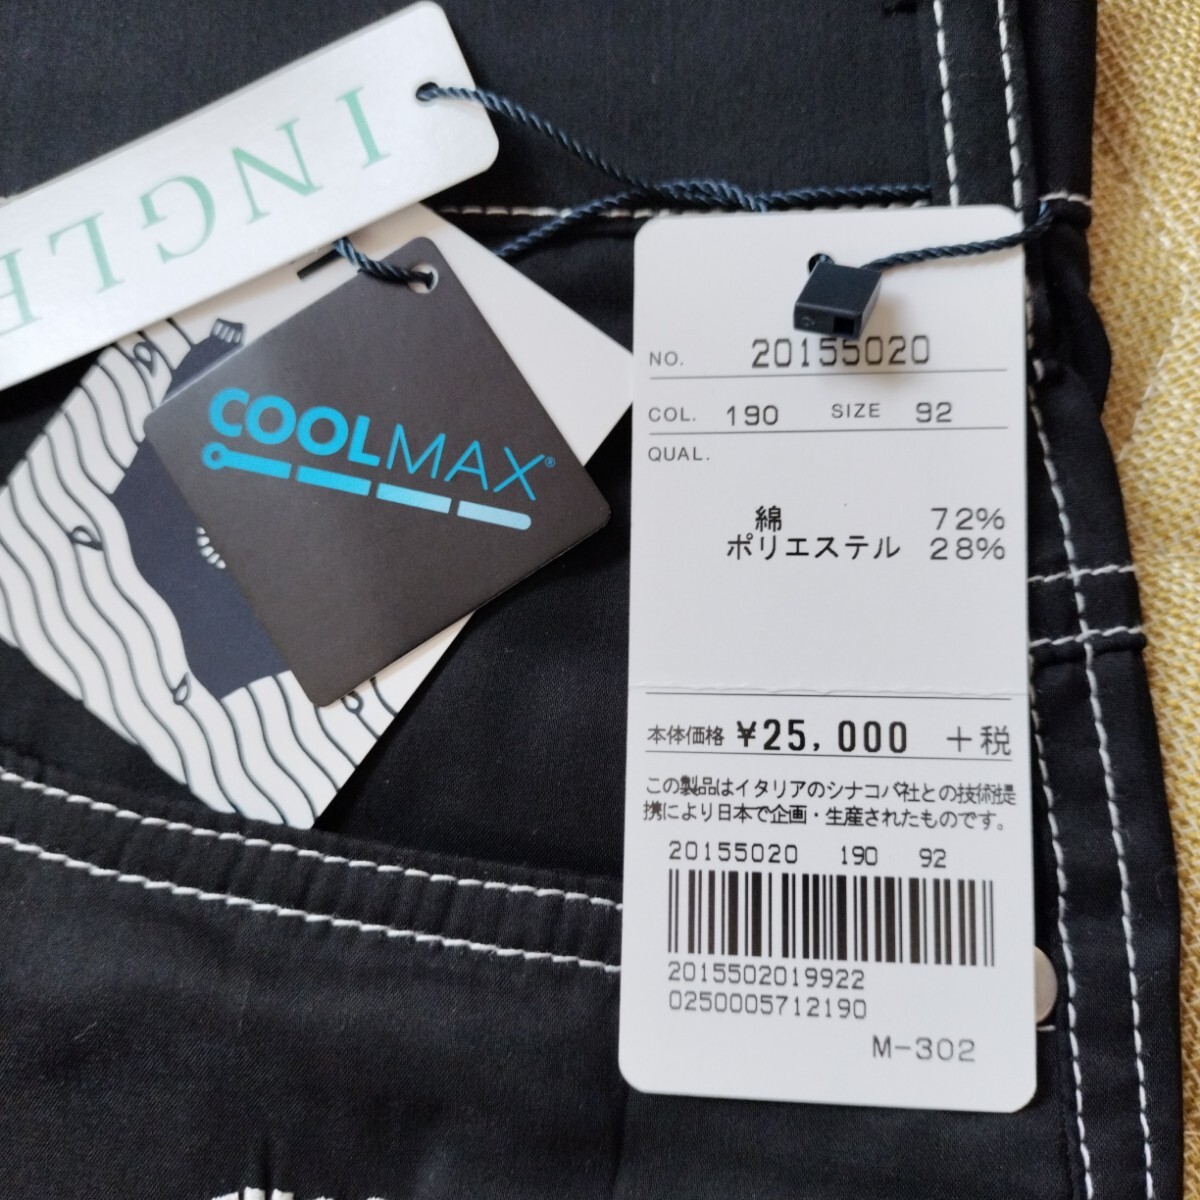 INGLE
COOLMAX®
NO. 20155020
COL. 190 SIZE 92
QUAL.
綿 72%
ポリエステル 28%
本体価格 ¥25,000 +税
この製品はイタリアのシナコバ社との技術提
携により日本で企画・生産されたものです。
20155020 190 92
2015502019922
0250005712190
M-302